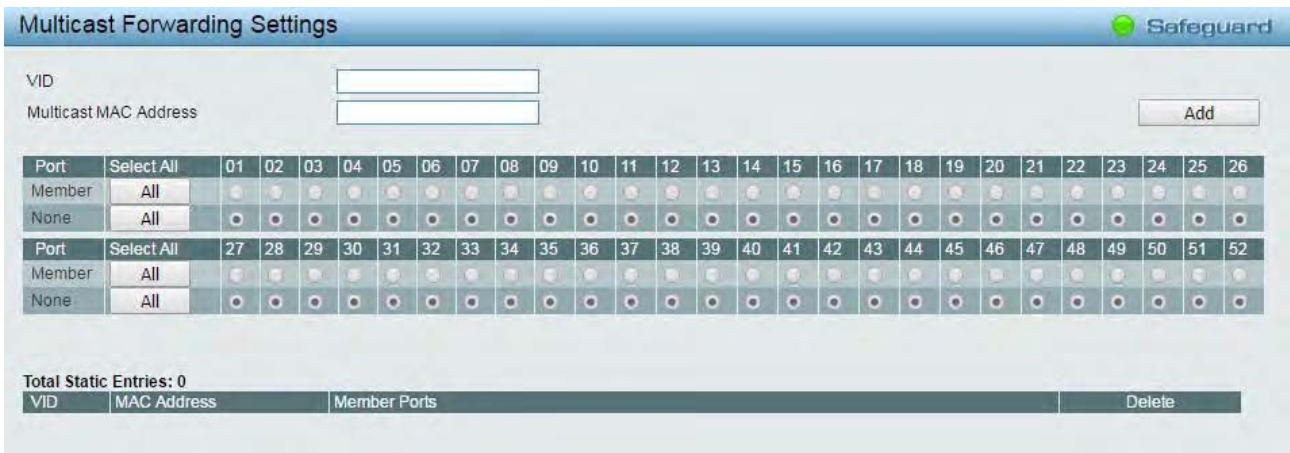 Multicast Forwarding Settings Safeguard
VID
Multicast MAC Address Add
Port Select All 01 02 03 04 05 06 07 08 09 10 11 12 13 14 15 16 17 18 19 20 21 22 23 24 25 26
Member All
None All
Port Select All 27 28 29 30 31 32 33 34 35 36 37 38 39 40 41 42 43 44 45 46 47 48 49 50 51 52
Member All
None All
Total Static Entries: 0
VID MAC Address Member Ports Delete